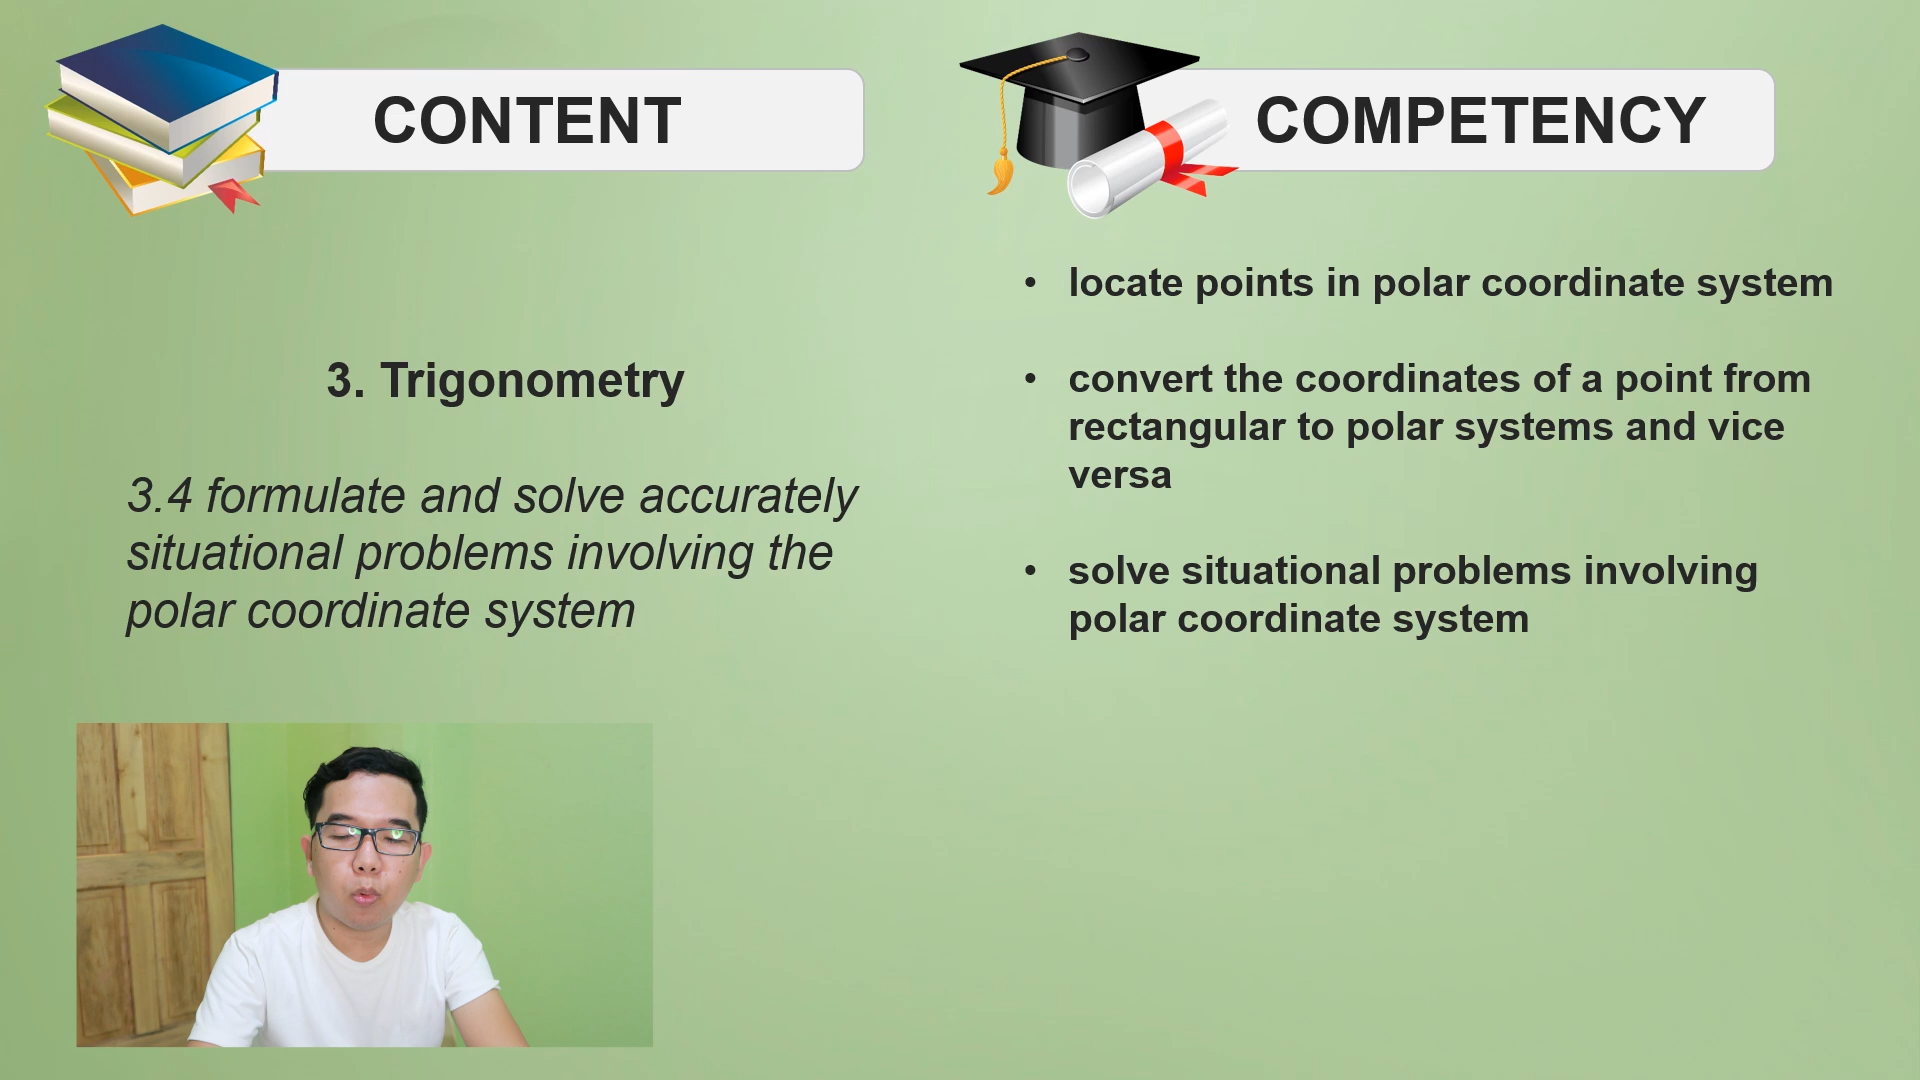 CONTENT
3. Trigonometry
3.4 formulate and solve accurately
situational problems involving the
polar coordinate system
COMPETENCY
• locate points in polar coordinate system
• convert the coordinates of a point from
rectangular to polar systems and vice
versa
• solve situational problems involving
polar coordinate system